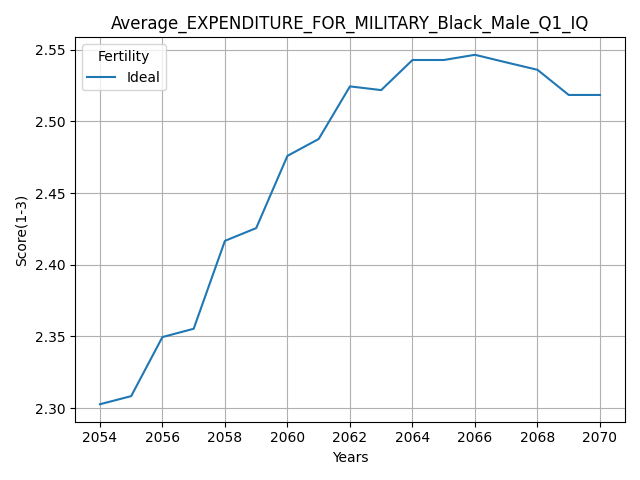 Average_EXPENDITURE_FOR_MILITARY_Black_Male_Q1_IQ
Fertility
Ideal
Score(1-3)
2.55
2.50
2.45
2.40
2.35
2.30
2054 2056 2058 2060 2062 2064 2066 2068 2070
Years